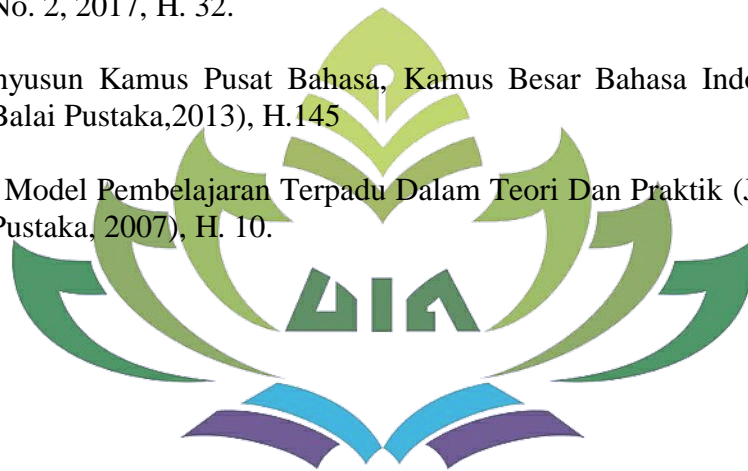 No. 2, 2017, H. 32.
nyusun Kamus Pusat Bahasa, Kamus Besar Bahasa Indo
Balai Pustaka,2013), H.145
Model Pembelajaran Terpadu Dalam Teori Dan Praktik (J
Pustaka, 2007), H. 10.
UIN